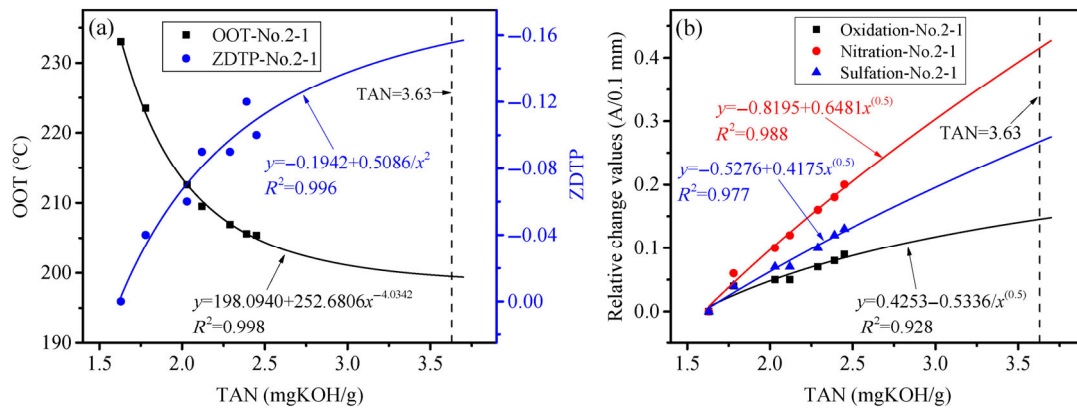 (a)
OOT-No.2-1
ZDTP-No.2-1
TAN=3.63
y=−0.1942+0.5086/x²
R²=0.996
y=198.0940+252.6806x⁻⁴·⁰³⁴²
R²=0.998
OOT (°C)
230
220
210
200
190
ZDTP
−0.16
−0.12
−0.08
−0.04
0.00
1.5 2.0 2.5 3.0 3.5
TAN (mgKOH/g)
(b)
Oxidation-No.2-1
Nitration-No.2-1
Sulfation-No.2-1
y=−0.8195+0.6481x^(0.5)
R²=0.988
TAN=3.63
y=−0.5276+0.4175x^(0.5)
R²=0.977
y=0.4253−0.5336/x^(0.5)
R²=0.928
Relative change values (A/0.1 mm)
0.4
0.3
0.2
0.1
0.0
1.5 2.0 2.5 3.0 3.5
TAN (mgKOH/g)